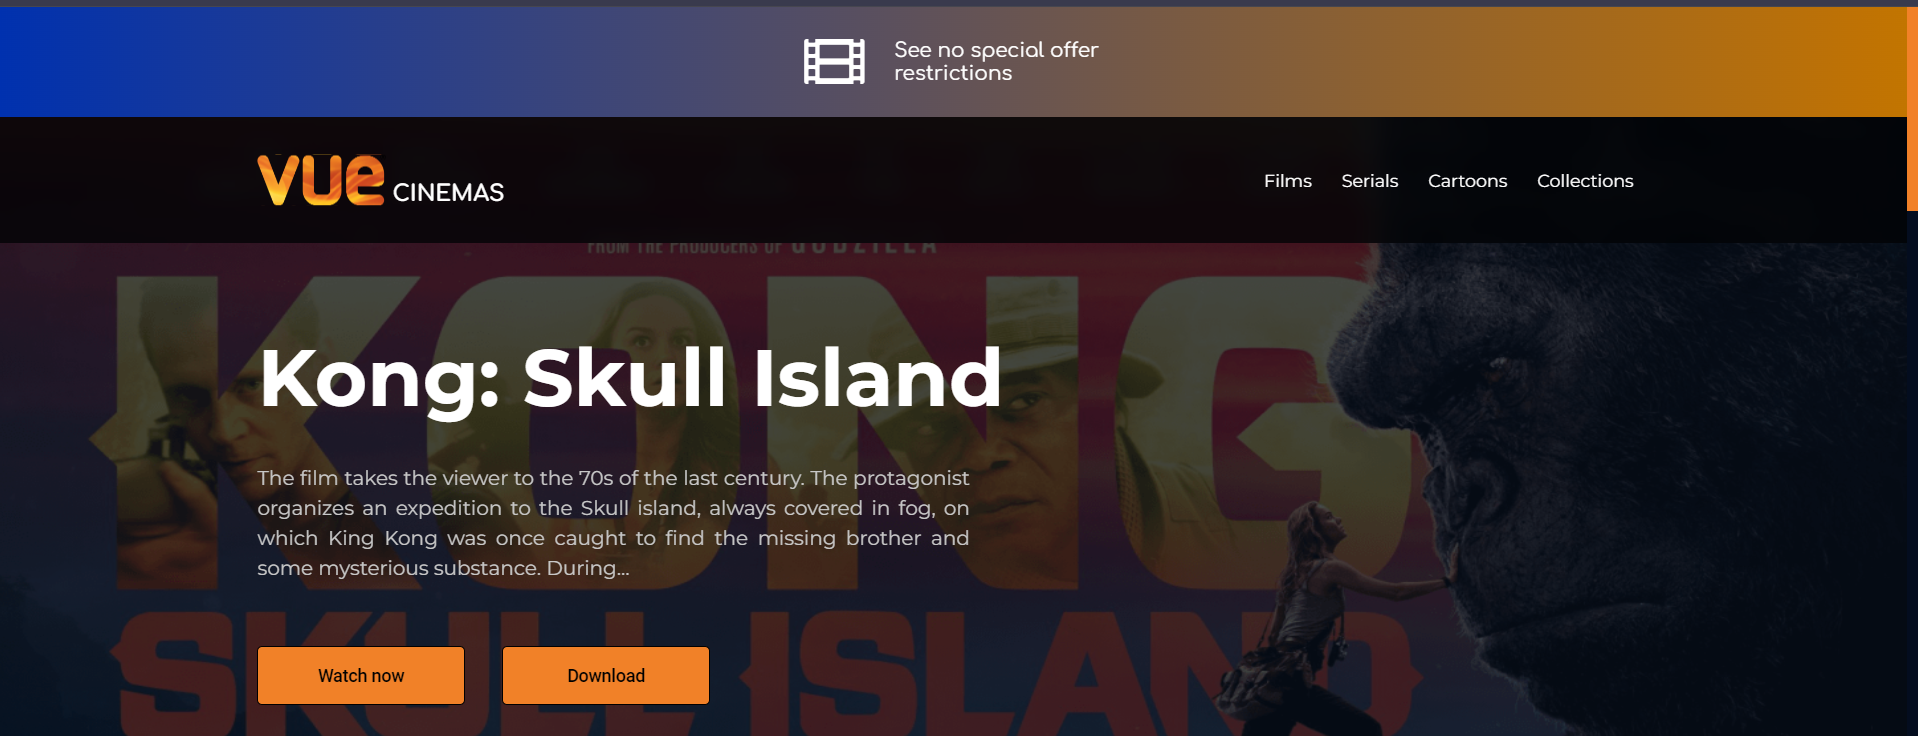 See no special offer
restrictions
vue CINEMAS
Films Serials Cartoons Collections
FROM THE PRODUCERS OF GODZILLA
KONG
Kong: Skull Island
The film takes the viewer to the 70s of the last century. The protagonist
organizes an expedition to the Skull island, always covered in fog, on
which King Kong was once caught to find the missing brother and
some mysterious substance. During...
SKULL ISLAND
Watch now Download